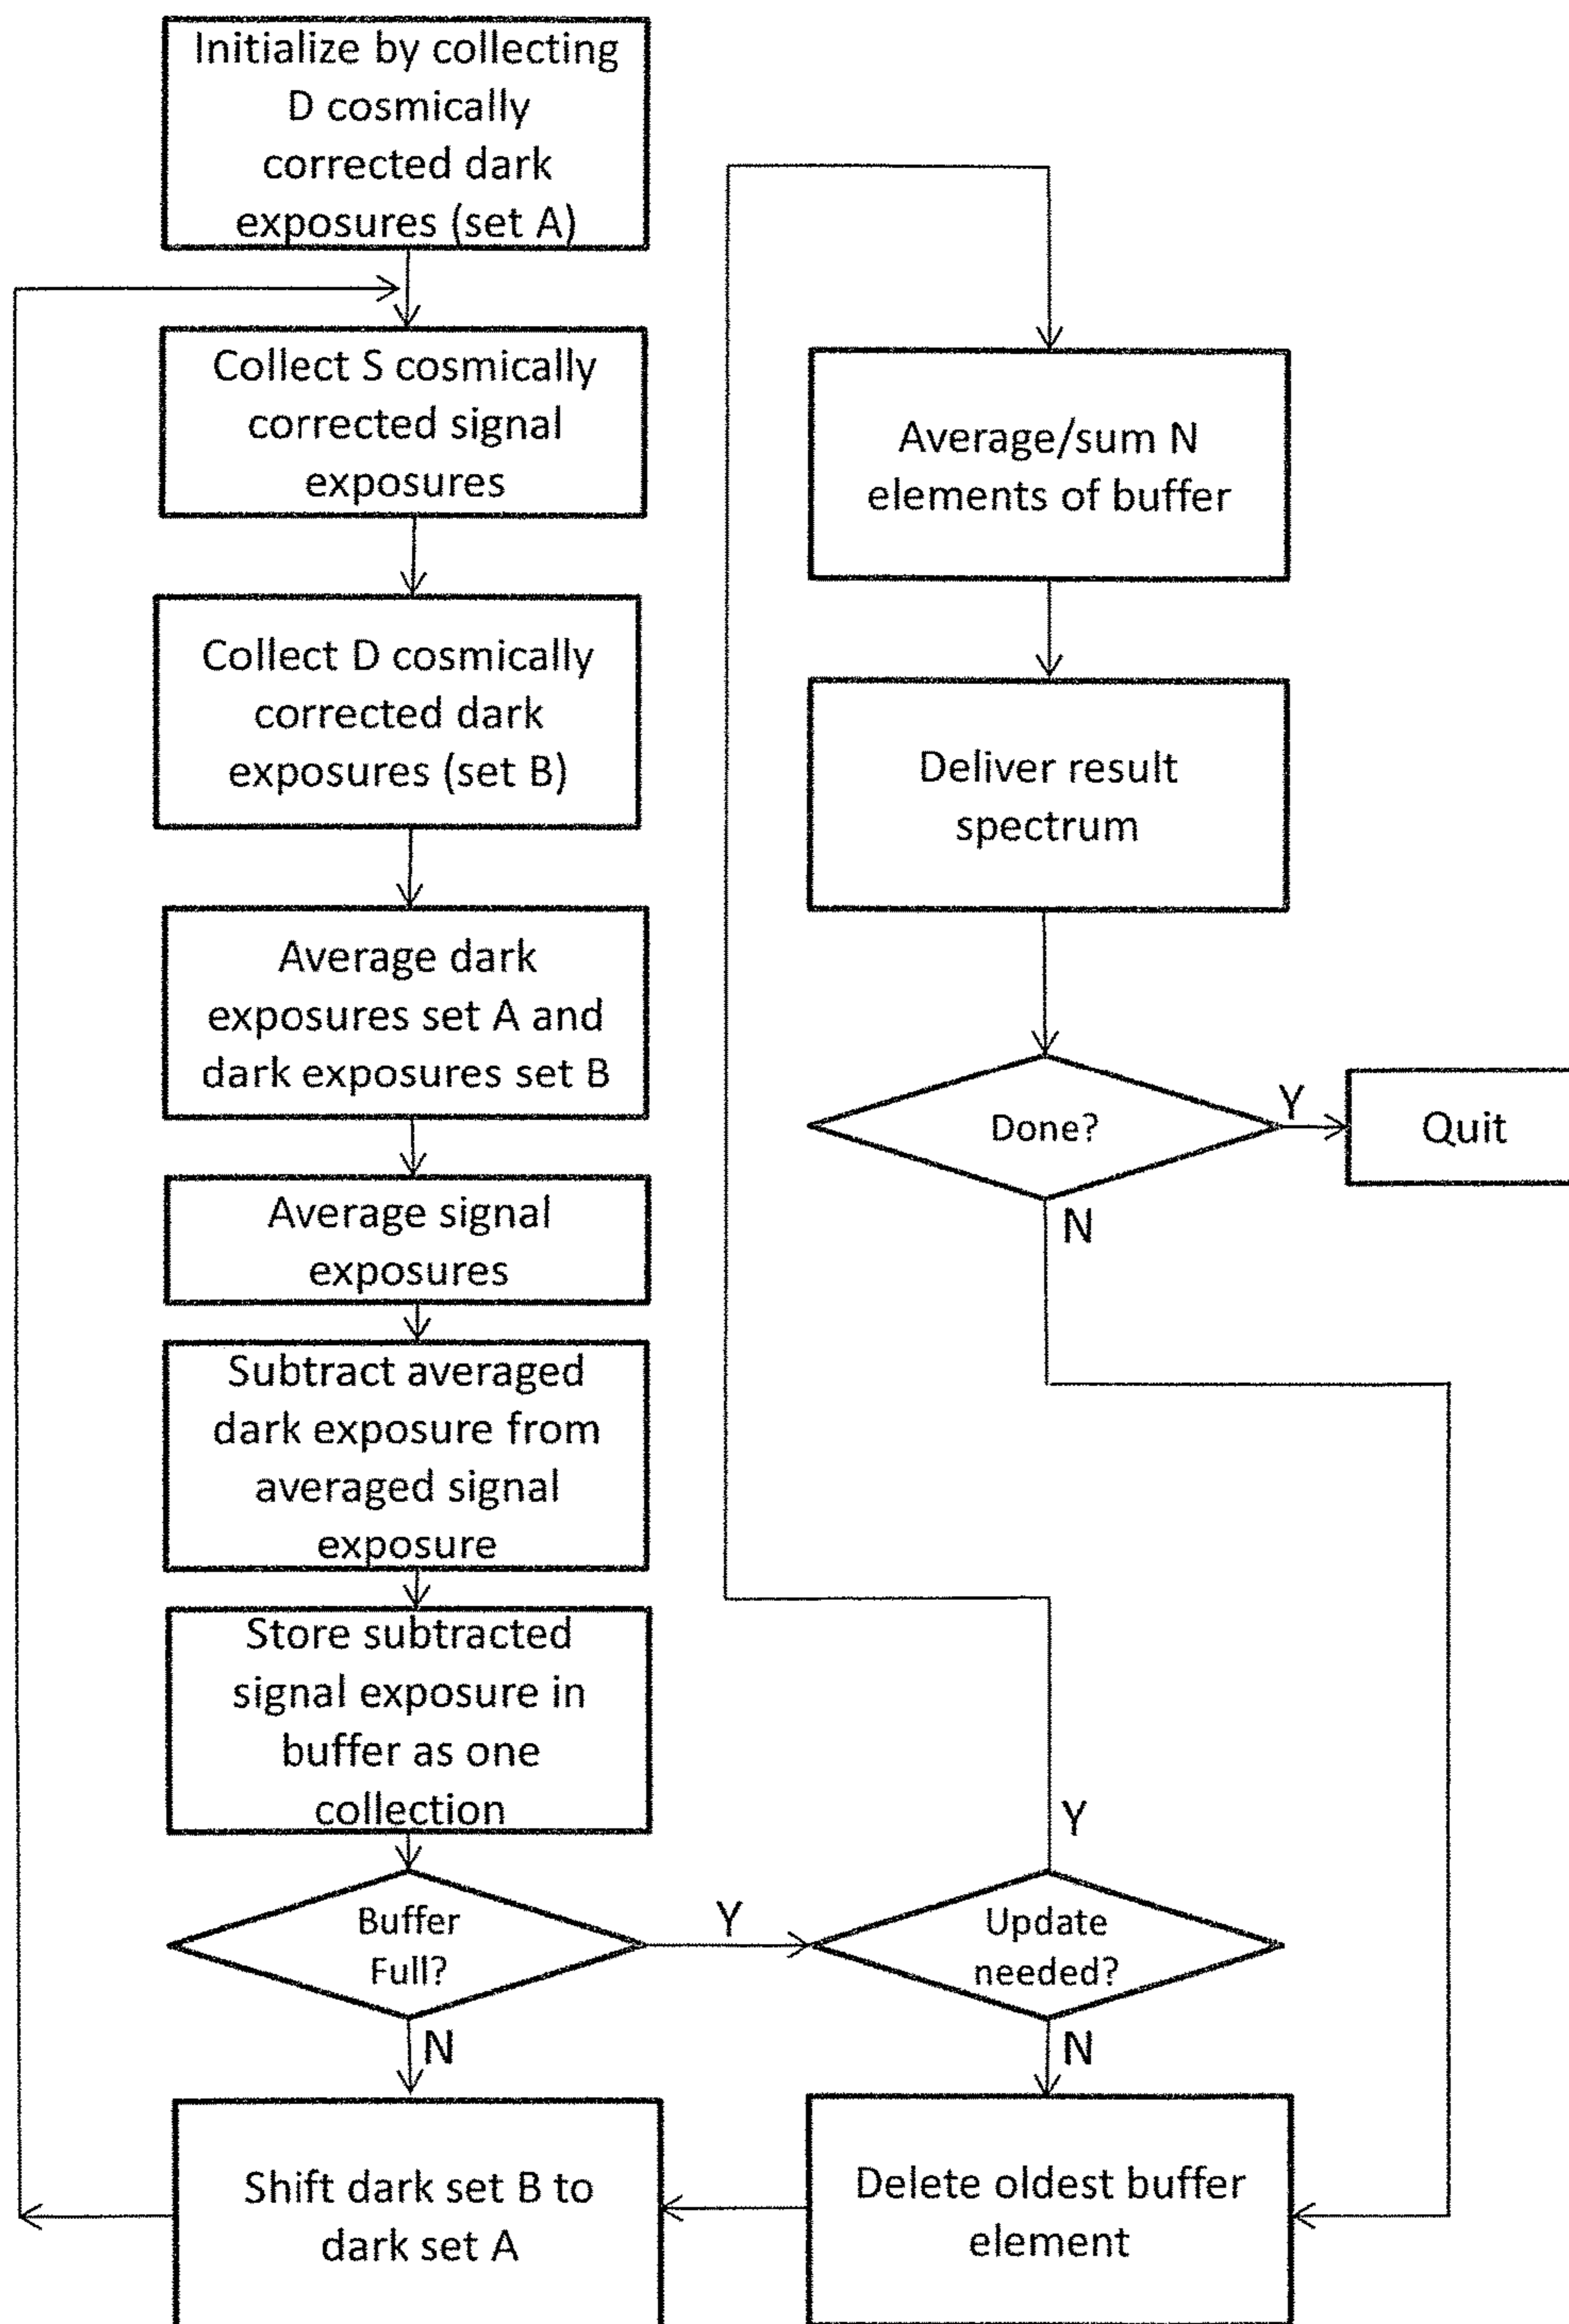 Initialize by collecting
D cosmically
corrected dark
exposures (set A)
Collect S cosmically
corrected signal
exposures
Collect D cosmically
corrected dark
exposures (set B)
Average dark
exposures set A and
dark exposures set B
Average signal
exposures
Subtract averaged
dark exposure from
averaged signal
exposure
Store subtracted
signal exposure in
buffer as one
collection
Buffer
Full?
Y
N
Shift dark set B to
dark set A
Average/sum N
elements of buffer
Deliver result
spectrum
Done?
Y
Quit
N
Y
Update
needed?
N
Delete oldest buffer
element